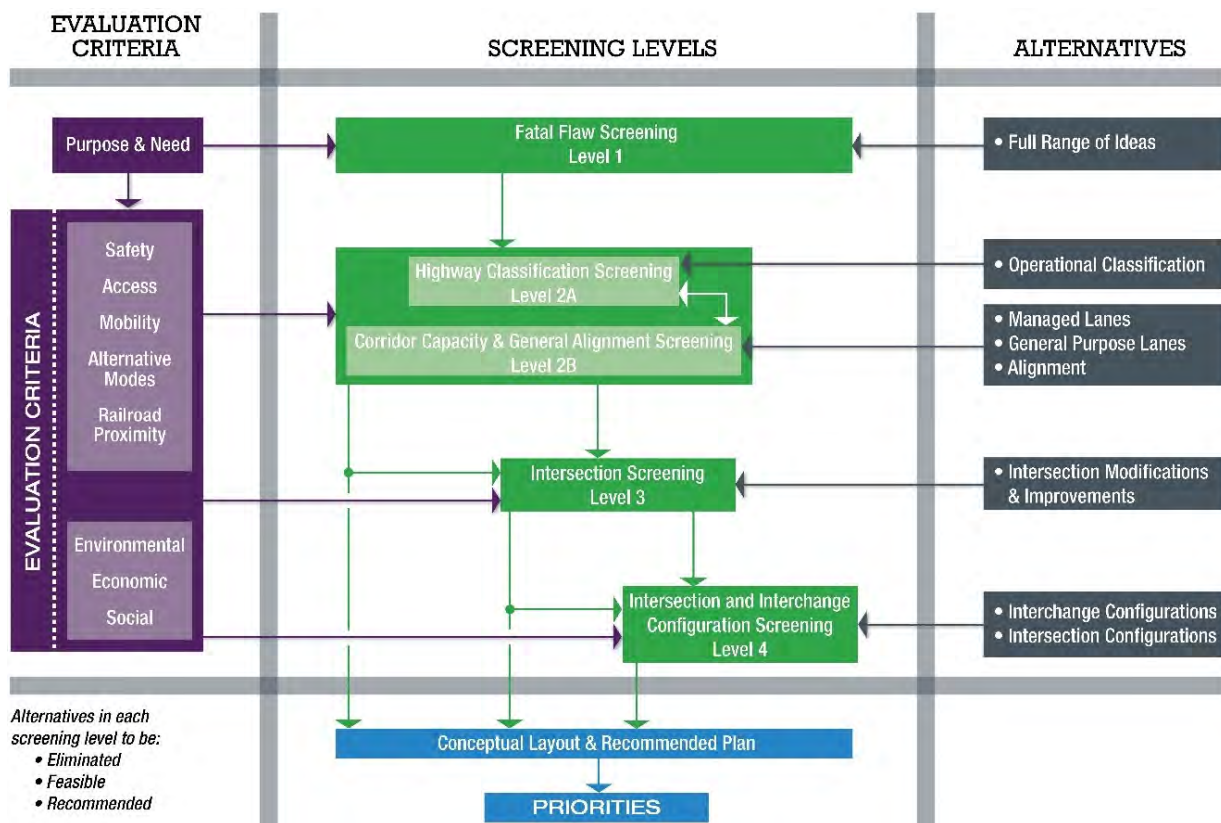 EVALUATION
CRITERIA
SCREENING LEVELS
ALTERNATIVES
Purpose & Need
Fatal Flaw Screening
Level 1
• Full Range of Ideas
EVALUATION CRITERIA
Safety
Access
Mobility
Alternative
Modes
Railroad
Proximity
Environmental
Economic
Social
Highway Classification Screening
Level 2A
Corridor Capacity & General Alignment Screening
Level 2B
• Operational Classification
• Managed Lanes
• General Purpose Lanes
• Alignment
Intersection Screening
Level 3
• Intersection Modifications
& Improvements
Intersection and Interchange
Configuration Screening
Level 4
• Interchange Configurations
• Intersection Configurations
Alternatives in each
screening level to be:
• Eliminated
• Feasible
• Recommended
Conceptual Layout & Recommended Plan
PRIORITIES